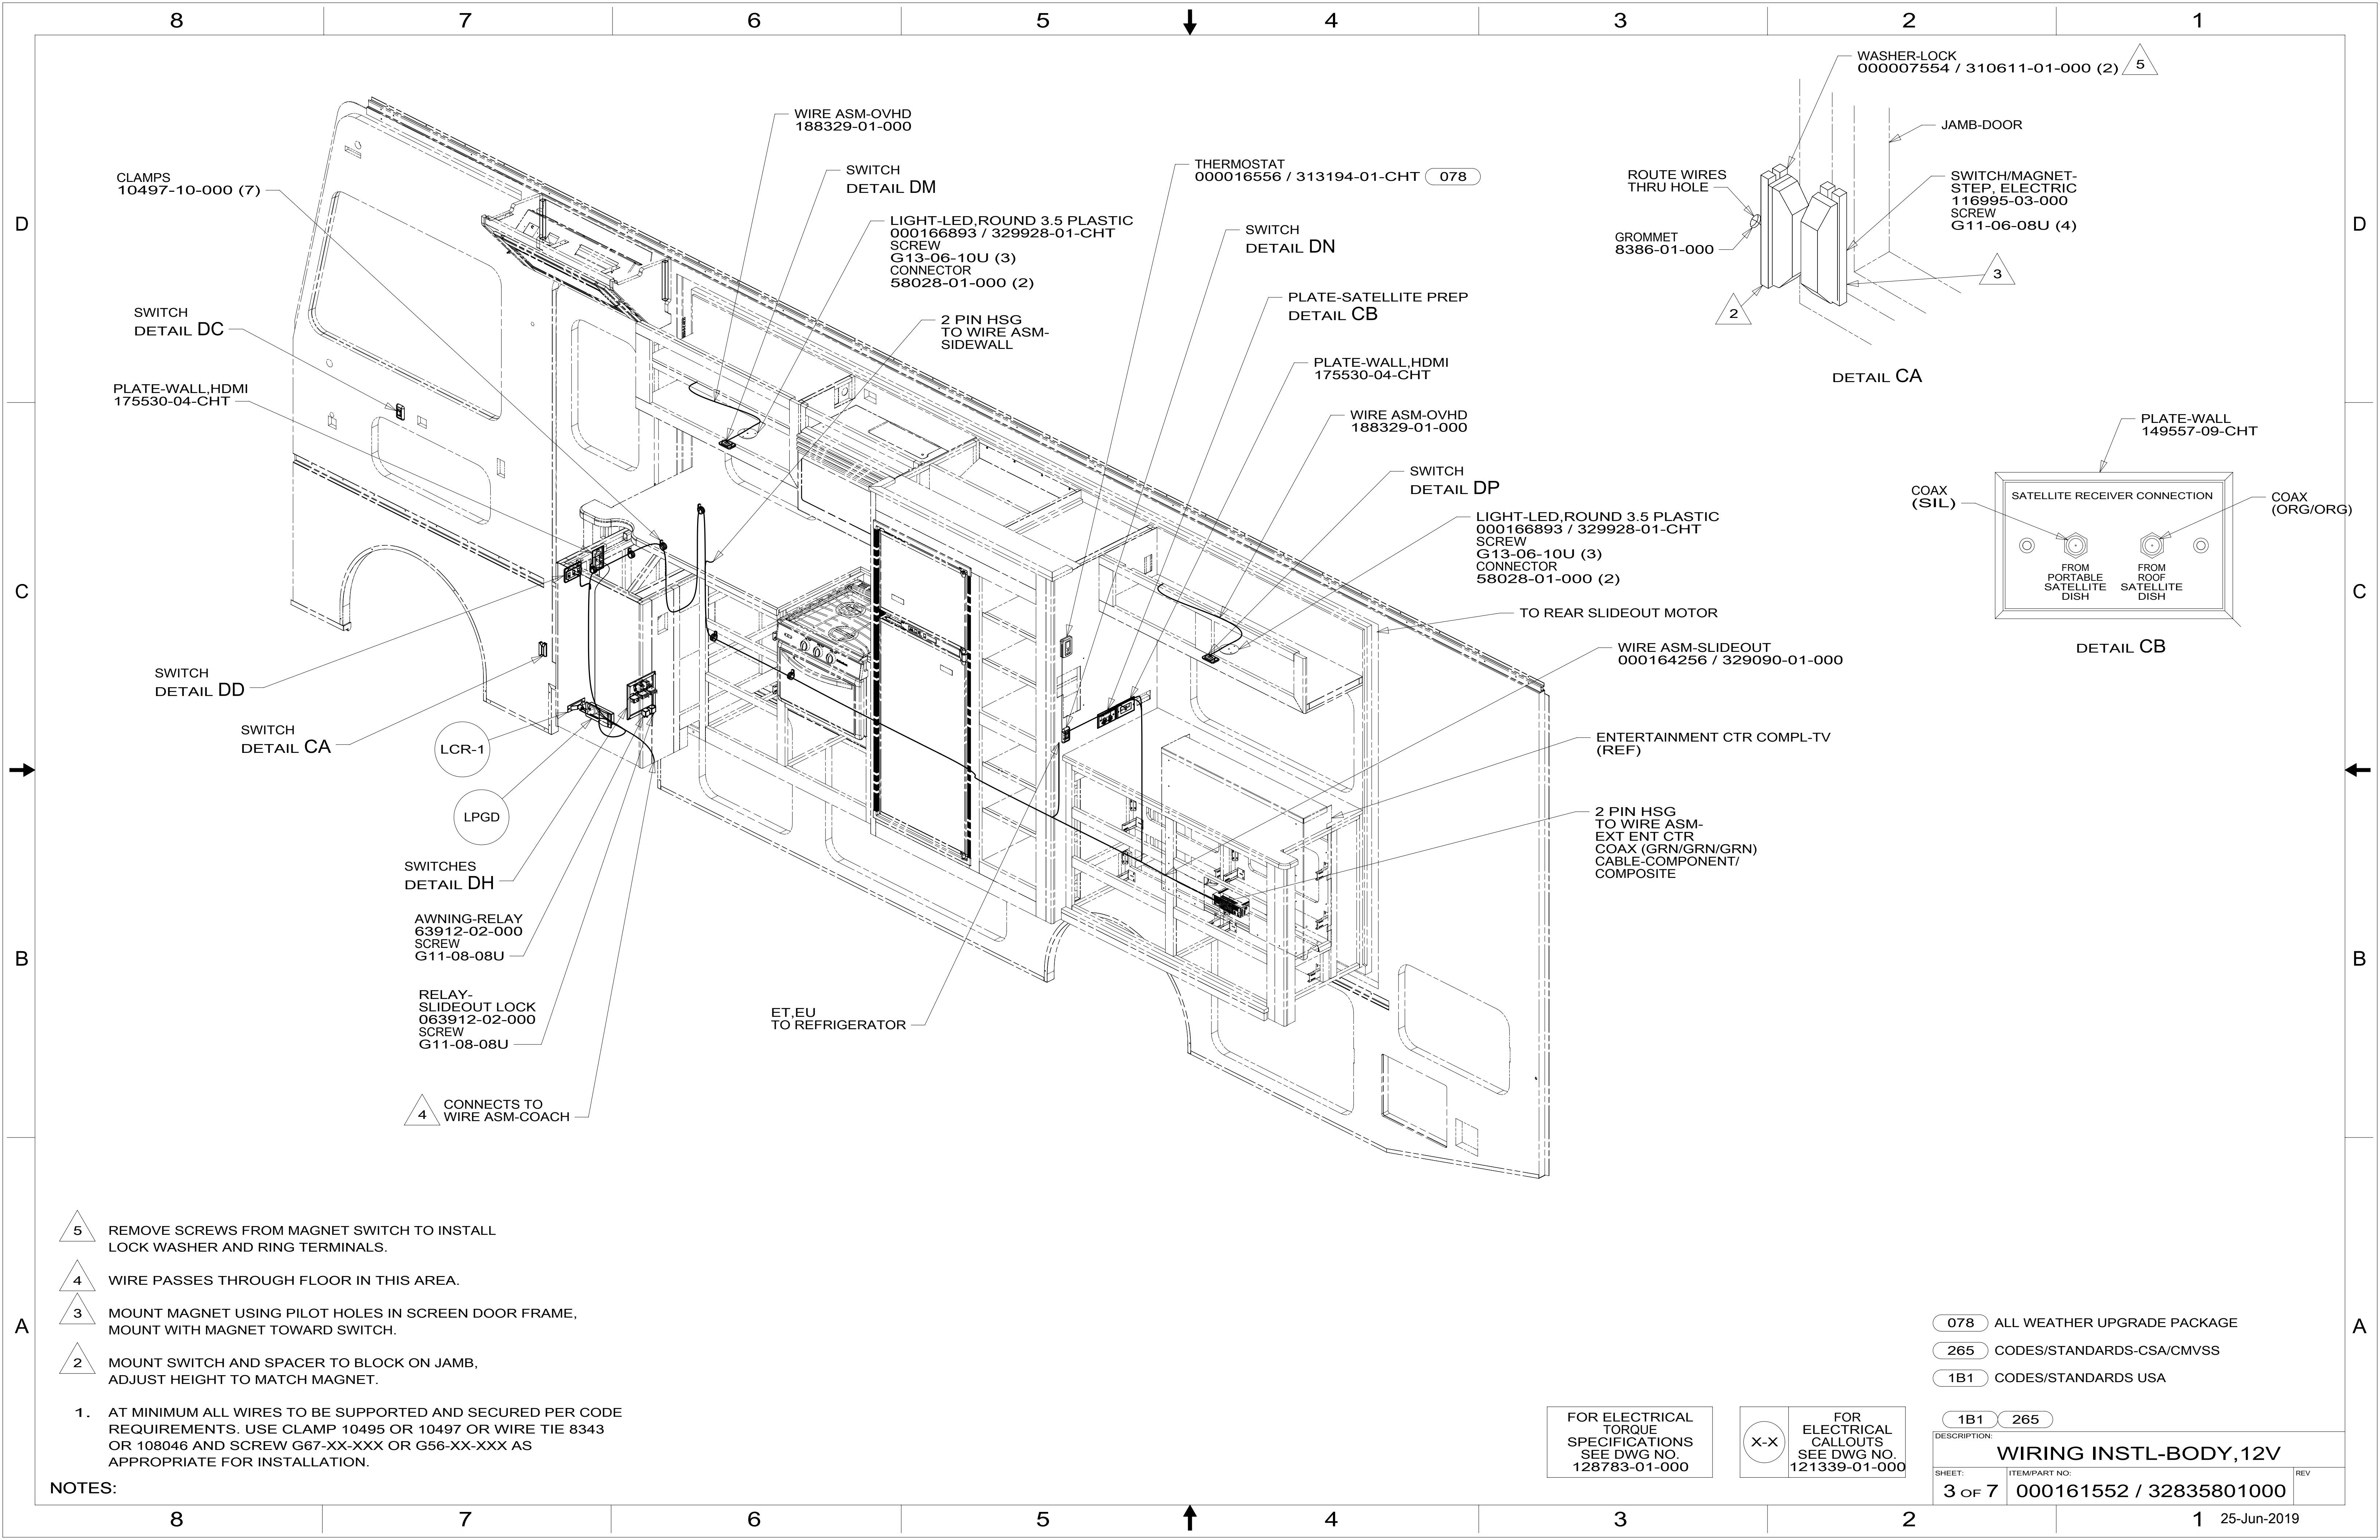 8 7 6 5 4 3 2 1
D
C
B
A
D
C
B
A
WASHER-LOCK
000007554 / 310611-01-000 (2)
5
JAMB-DOOR
ROUTE WIRES
THRU HOLE
GROMMET
8386-01-000
SWITCH/MAGNET-
STEP, ELECTRIC
116995-03-000
SCREW
G11-06-08U (4)
3
2
DETAIL CA
WIRE ASM-OVHD
188329-01-000
SWITCH
DETAIL DM
CLAMPS
10497-10-000 (7)
LIGHT-LED,ROUND 3.5 PLASTIC
000166893 / 329928-01-CHT
SCREW
G13-06-10U (3)
CONNECTOR
58028-01-000 (2)
THERMOSTAT
000016556 / 313194-01-CHT
078
SWITCH
DETAIL DN
PLATE-SATELLITE PREP
DETAIL CB
2 PIN HSG
TO WIRE ASM-
SIDEWALL
SWITCH
DETAIL DC
PLATE-WALL,HDMI
175530-04-CHT
PLATE-WALL,HDMI
175530-04-CHT
WIRE ASM-OVHD
188329-01-000
SWITCH
DETAIL DP
LIGHT-LED,ROUND 3.5 PLASTIC
000166893 / 329928-01-CHT
SCREW
G13-06-10U (3)
CONNECTOR
58028-01-000 (2)
TO REAR SLIDEOUT MOTOR
WIRE ASM-SLIDEOUT
000164256 / 329090-01-000
ENTERTAINMENT CTR COMPL-TV
(REF)
2 PIN HSG
TO WIRE ASM-
EXT ENT CTR
COAX (GRN/GRN/GRN)
CABLE-COMPONENT/
COMPOSITE
PLATE-WALL
149557-09-CHT
COAX
(SIL)
COAX
(ORG/ORG)
SATELLITE RECEIVER CONNECTION
FROM
PORTABLE
SATELLITE
DISH
FROM
ROOF
SATELLITE
DISH
DETAIL CB
SWITCH
DETAIL DD
SWITCH
DETAIL CA
LCR-1
LPGD
SWITCHES
DETAIL DH
AWNING-RELAY
63912-02-000
SCREW
G11-08-08U
RELAY-
SLIDEOUT LOCK
063912-02-000
SCREW
G11-08-08U
4
CONNECTS TO
WIRE ASM-COACH
ET,EU
TO REFRIGERATOR
5 REMOVE SCREWS FROM MAGNET SWITCH TO INSTALL
LOCK WASHER AND RING TERMINALS.
4 WIRE PASSES THROUGH FLOOR IN THIS AREA.
3 MOUNT MAGNET USING PILOT HOLES IN SCREEN DOOR FRAME,
MOUNT WITH MAGNET TOWARD SWITCH.
2 MOUNT SWITCH AND SPACER TO BLOCK ON JAMB,
ADJUST HEIGHT TO MATCH MAGNET.
1. AT MINIMUM ALL WIRES TO BE SUPPORTED AND SECURED PER CODE
REQUIREMENTS. USE CLAMP 10495 OR 10497 OR WIRE TIE 8343
OR 108046 AND SCREW G67-XX-XXX OR G56-XX-XXX AS
APPROPRIATE FOR INSTALLATION.
NOTES:
FOR ELECTRICAL
TORQUE
SPECIFICATIONS
SEE DWG NO.
128783-01-000
X-X
FOR
ELECTRICAL
CALLOUTS
SEE DWG NO.
121339-01-000
078 ALL WEATHER UPGRADE PACKAGE
265 CODES/STANDARDS-CSA/CMVSS
1B1 CODES/STANDARDS USA
1B1 265
DESCRIPTION:
WIRING INSTL-BODY,12V
SHEET:
3 OF 7
ITEM/PART NO:
000161552 / 32835801000
REV
8 7 6 5 4 3 2 1
25-Jun-2019